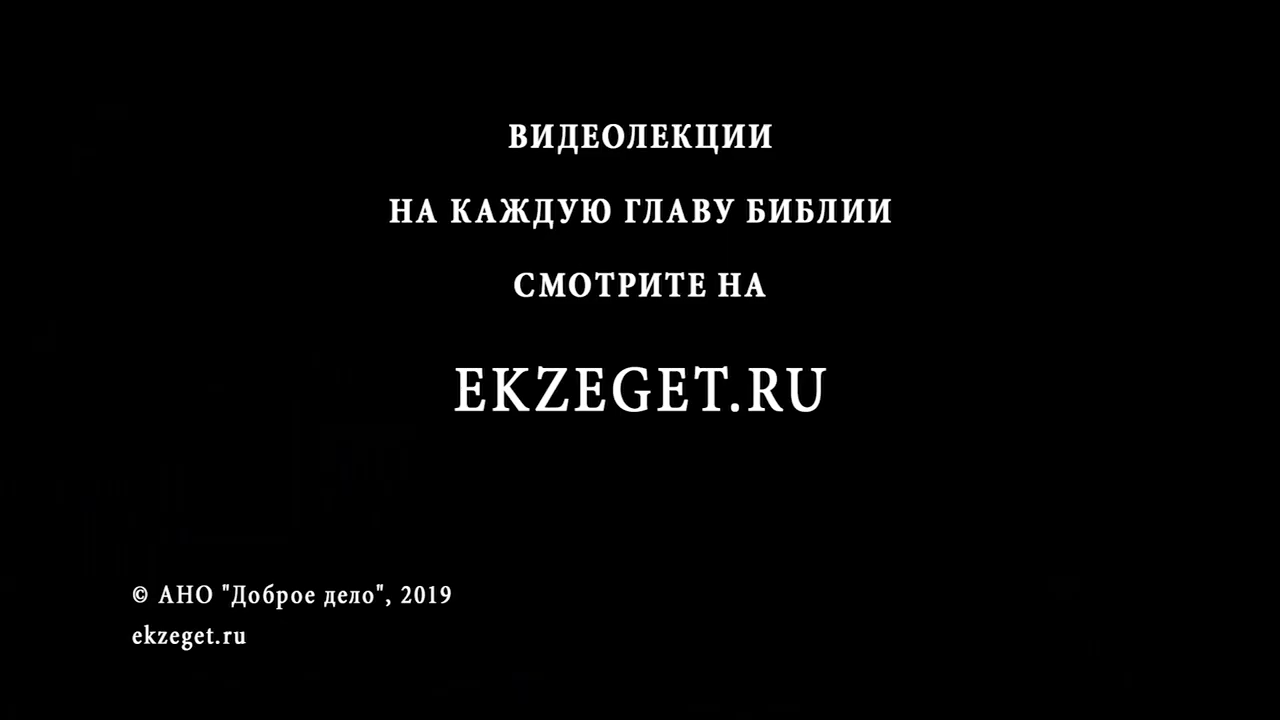 ВИДЕОЛЕКЦИИ
НА КАЖДУЮ ГЛАВУ БИБЛИИ
СМОТРИТЕ НА
EKZEGET.RU
© АНО "Доброе дело", 2019
ekzeget.ru